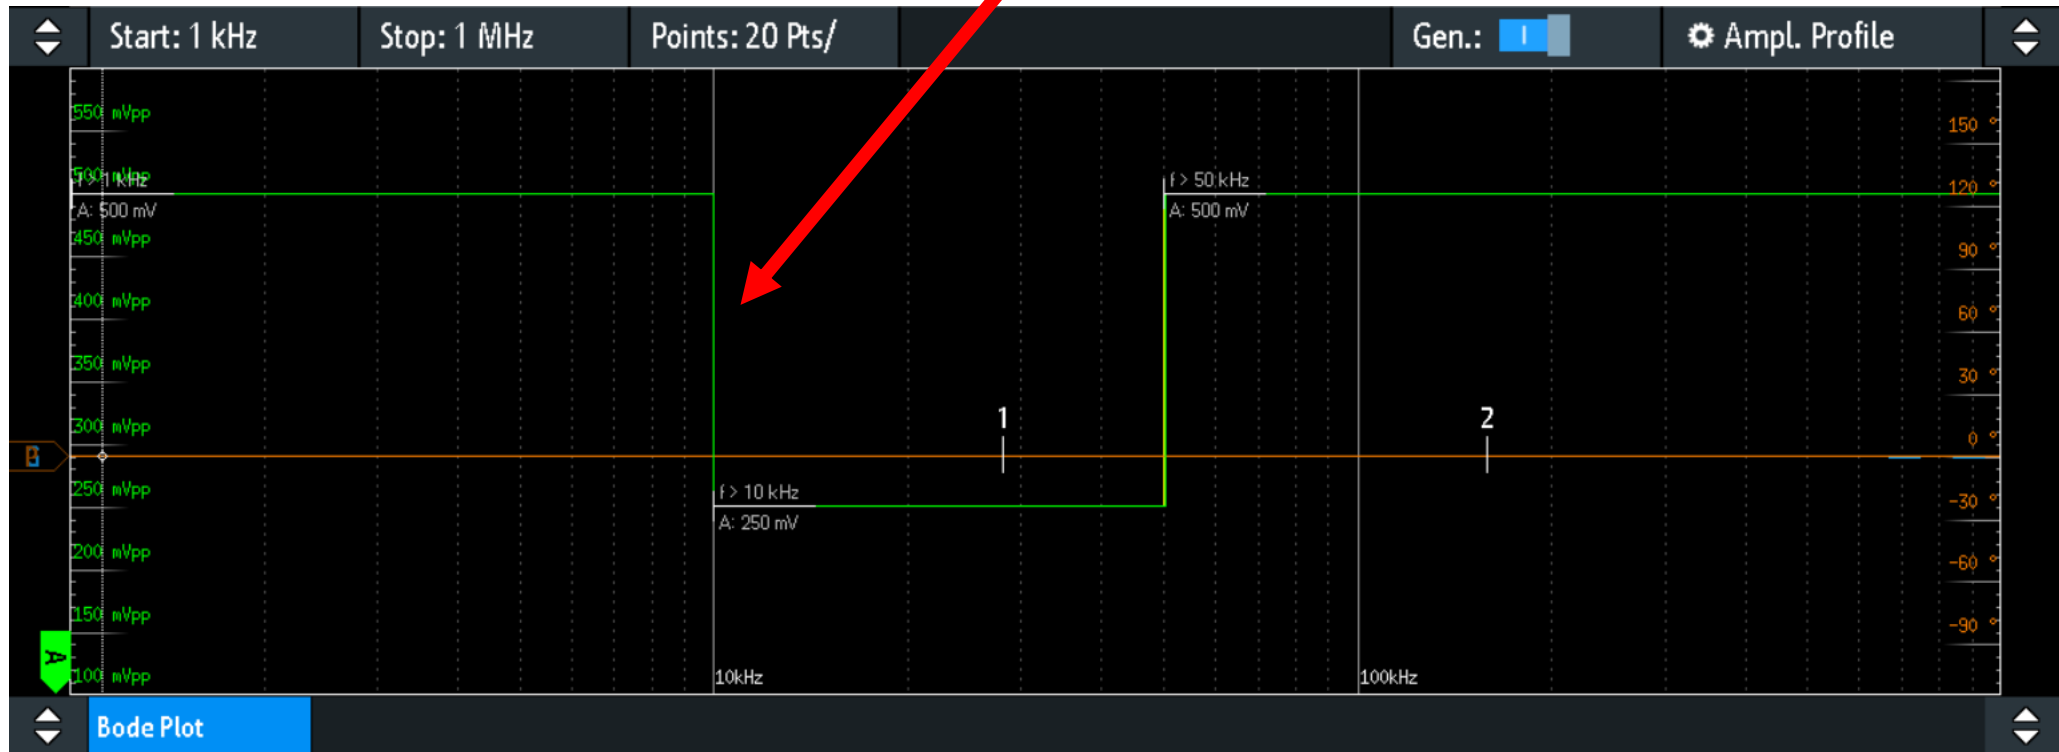 Start: 1 kHz Stop: 1 MHz Points: 20 Pts/ Gen.: I Ampl. Profile
550 mVpp
150 °
500 mVpp
f > 1 kHz
f > 50 kHz
120 °
A: 500 mV
A: 500 mV
450 mVpp
90 °
400 mVpp
60 °
350 mVpp
30 °
300 mVpp
1
2
0 °
250 mVpp
f > 10 kHz
-30 °
A: 250 mV
200 mVpp
-60 °
150 mVpp
-90 °
A
100 mVpp
10kHz
100kHz
Bode Plot